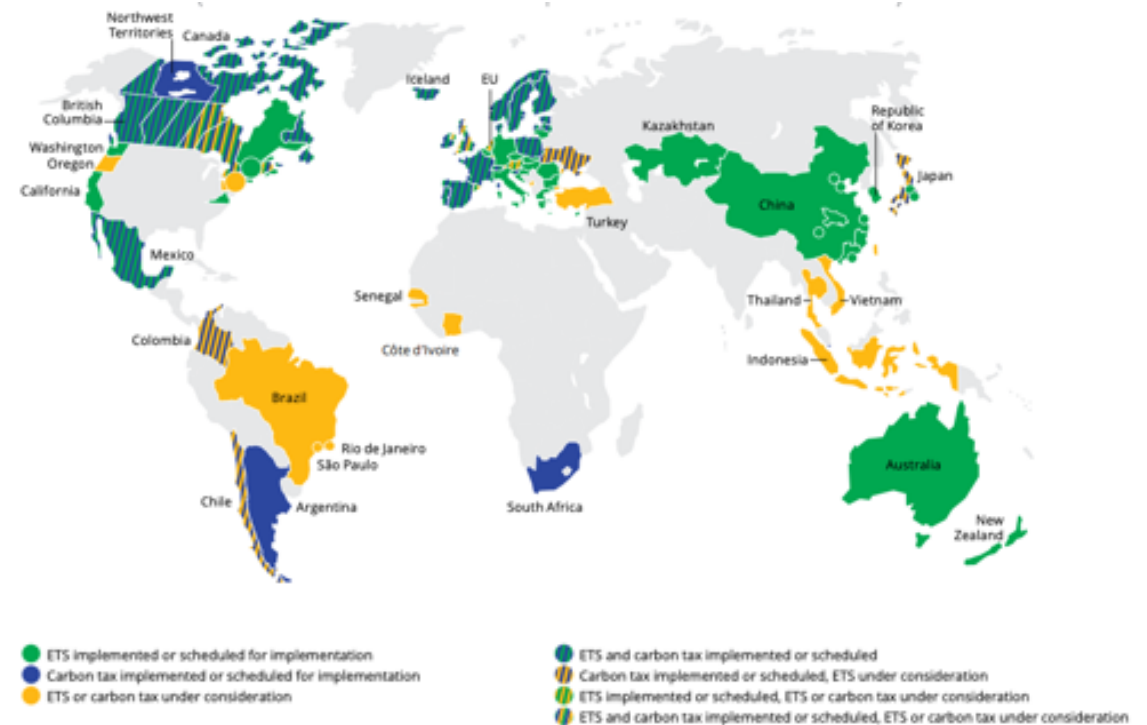 Northwest
Territories
Canada
Iceland
EU
British
Columbia
Washington
Oregon
California
Kazakhstan
Republic
of Korea
Japan
China
Turkey
Mexico
Senegal
Thailand
Vietnam
Colombia
Côte d'Ivoire
Indonesia
Brazil
Rio de Janeiro
São Paulo
Australia
Chile
Argentina
South Africa
New
Zealand
ETS implemented or scheduled for implementation
Carbon tax implemented or scheduled for implementation
ETS or carbon tax under consideration
ETS and carbon tax implemented or scheduled
Carbon tax implemented or scheduled, ETS under consideration
ETS implemented or scheduled, ETS or carbon tax under consideration
ETS and carbon tax implemented or scheduled, ETS or carbon tax under consideration